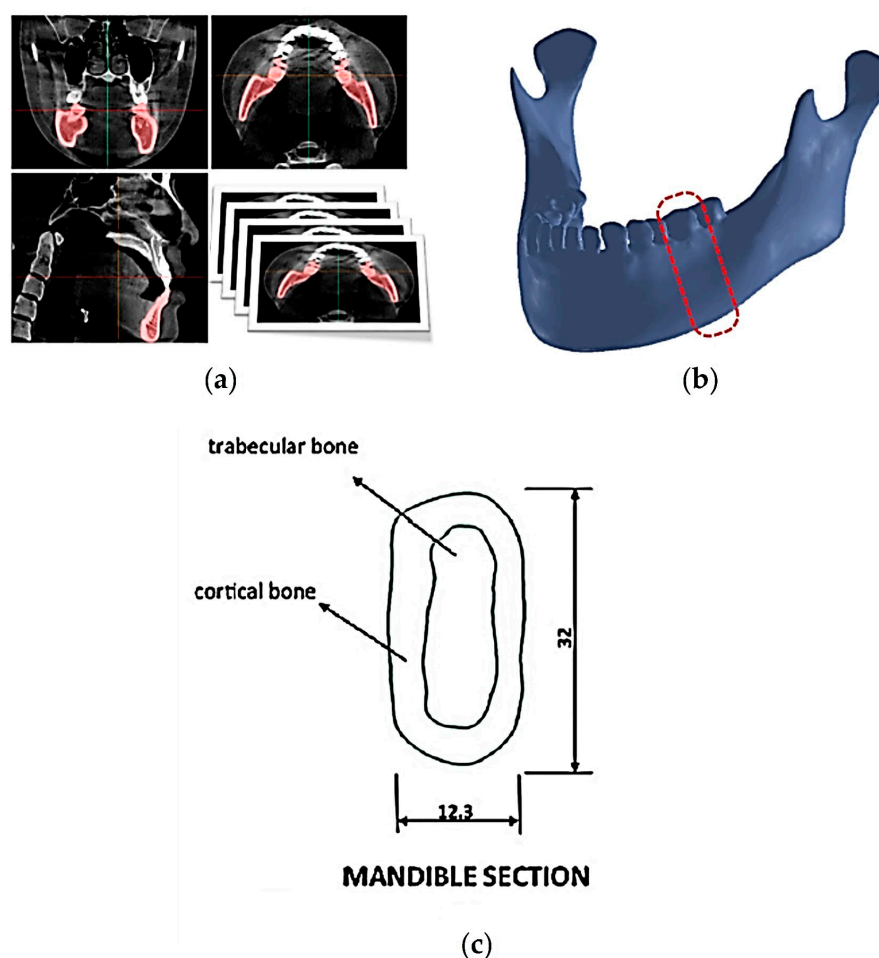 (a)
(b)
trabecular bone
cortical bone
32
12.3
MANDIBLE SECTION
(c)